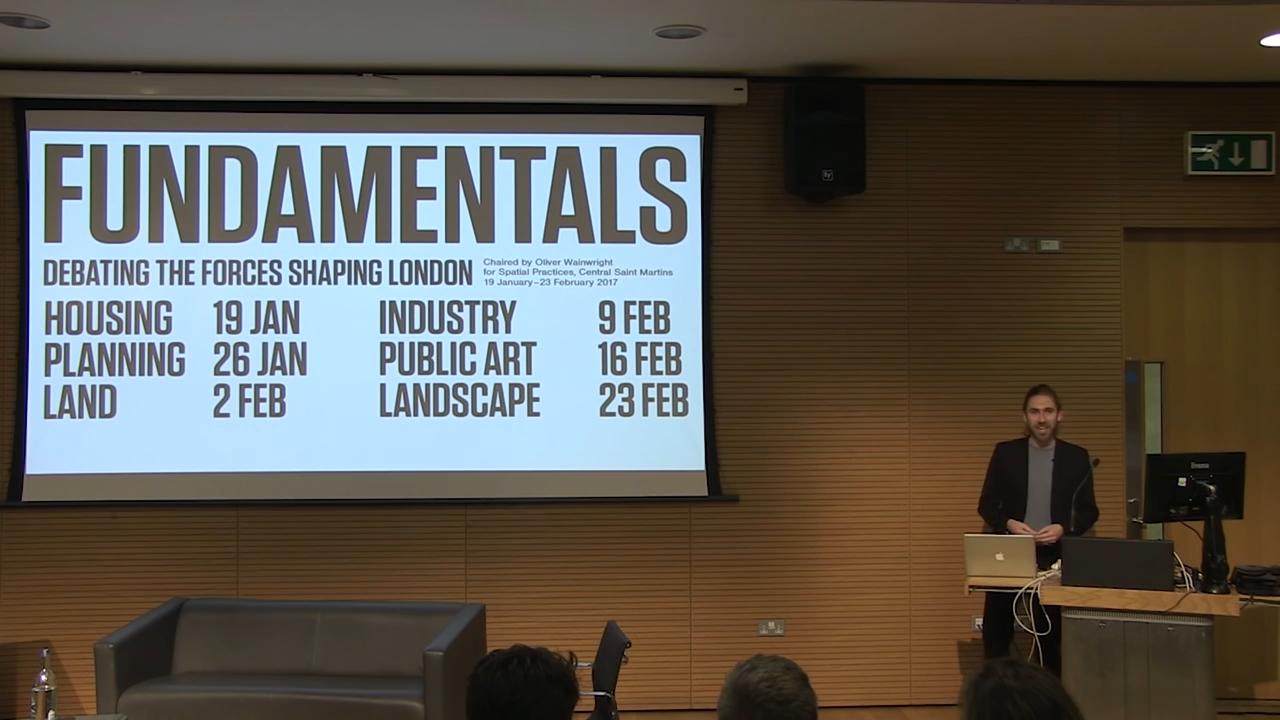 FUNDAMENTALS
DEBATING THE FORCES SHAPING LONDON
Chaired by Oliver Wainwright
for Spatial Practices, Central Saint Martins
19 January–23 February 2017
HOUSING 19 JAN INDUSTRY 9 FEB
PLANNING 26 JAN PUBLIC ART 16 FEB
LAND 2 FEB LANDSCAPE 23 FEB